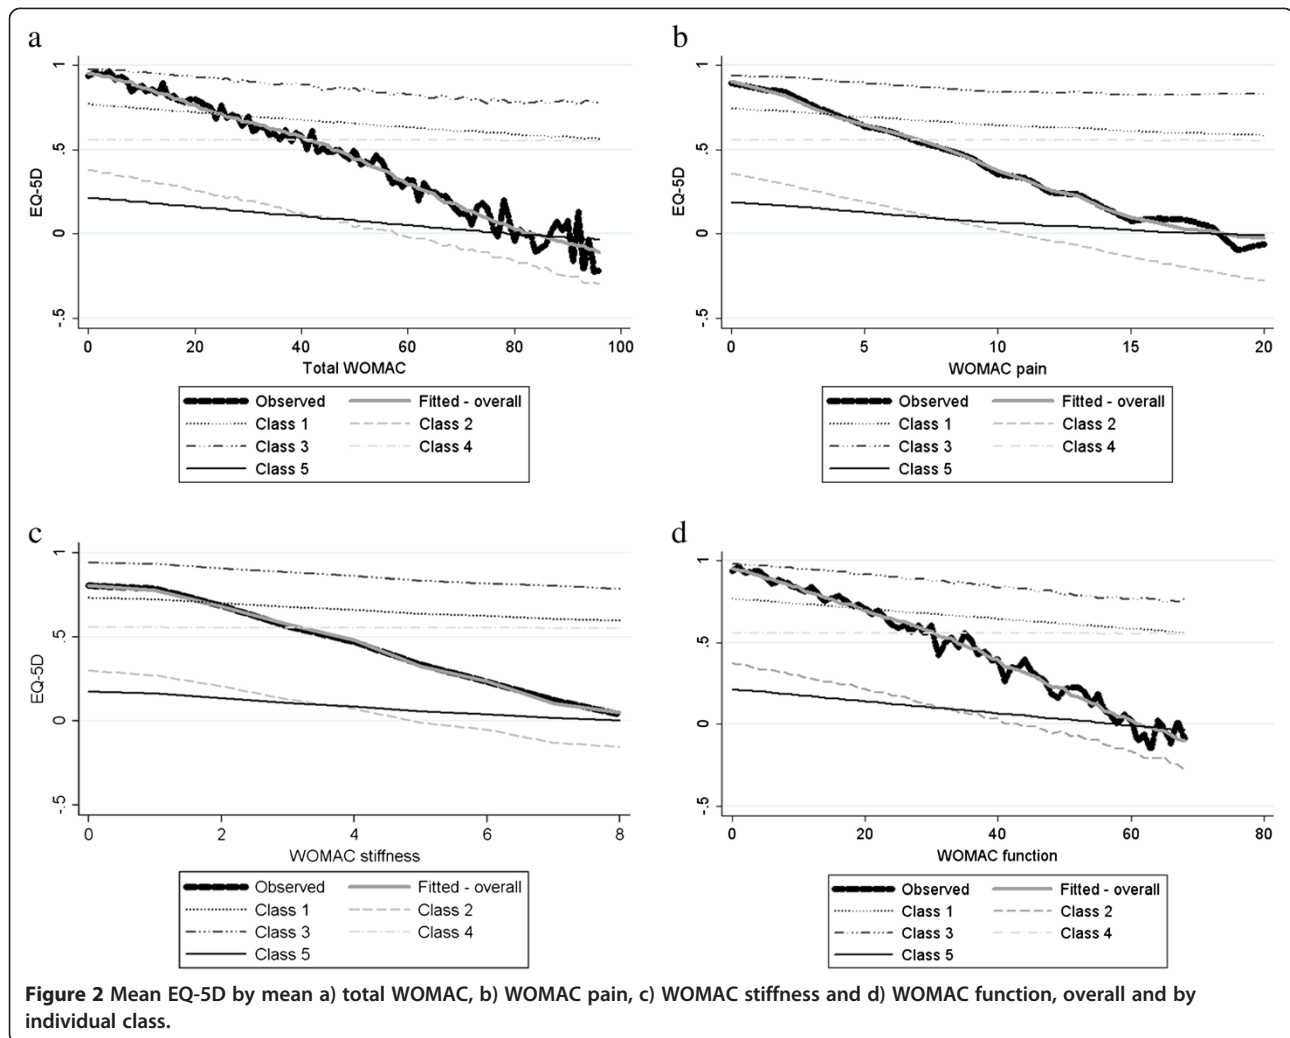 a
1
.5
0
-.5
EQ-5D
0 20 40 60 80 100
Total WOMAC
Observed Fitted - overall
Class 1 Class 2
Class 3 Class 4
Class 5
b
1
.5
0
-.5
EQ-5D
0 5 10 15 20
WOMAC pain
Observed Fitted - overall
Class 1 Class 2
Class 3 Class 4
Class 5
c
1
.5
0
-.5
EQ-5D
0 2 4 6 8
WOMAC stiffness
Observed Fitted - overall
Class 1 Class 2
Class 3 Class 4
Class 5
d
1
.5
0
-.5
EQ-5D
0 20 40 60 80
WOMAC function
Observed Fitted - overall
Class 1 Class 2
Class 3 Class 4
Class 5
Figure 2 Mean EQ-5D by mean a) total WOMAC, b) WOMAC pain, c) WOMAC stiffness and d) WOMAC function, overall and by
individual class.